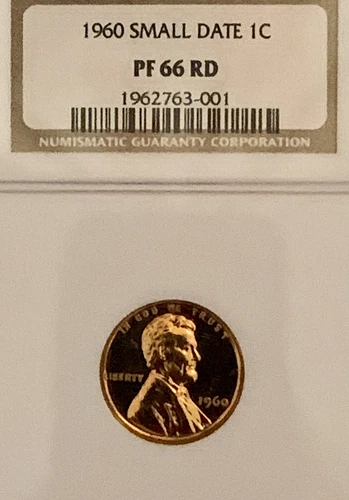 1960 SMALL DATE 1C
PF 66 RD
1962763-001
NUMISMATIC GUARANTY CORPORATION
IN GOD WE TRUST
LIBERTY
1960